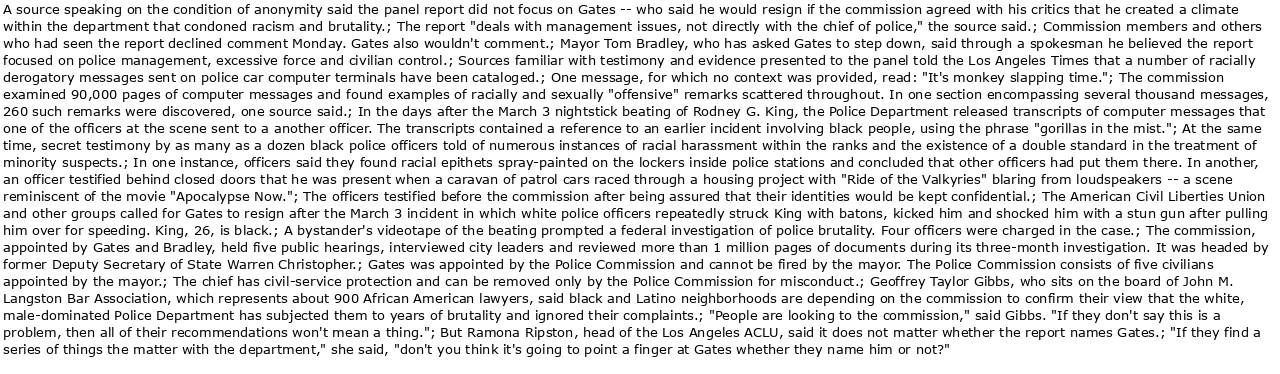 A source speaking on the condition of anonymity said the panel report did not focus on Gates -- who said he would resign if the commission agreed with his critics that he created a climate
within the department that condoned racism and brutality.; The report "deals with management issues, not directly with the chief of police," the source said.; Commission members and others
who had seen the report declined comment Monday. Gates also wouldn't comment.; Mayor Tom Bradley, who has asked Gates to step down, said through a spokesman he believed the report
focused on police management, excessive force and civilian control.; Sources familiar with testimony and evidence presented to the panel told the Los Angeles Times that a number of racially
derogatory messages sent on police car computer terminals have been cataloged.; One message, for which no context was provided, read: "It's monkey slapping time."; The commission
examined 90,000 pages of computer messages and found examples of racially and sexually "offensive" remarks scattered throughout. In one section encompassing several thousand messages,
260 such remarks were discovered, one source said.; In the days after the March 3 nightstick beating of Rodney G. King, the Police Department released transcripts of computer messages that
one of the officers at the scene sent to a another officer. The transcripts contained a reference to an earlier incident involving black people, using the phrase "gorillas in the mist."; At the same
time, secret testimony by as many as a dozen black police officers told of numerous instances of racial harassment within the ranks and the existence of a double standard in the treatment of
minority suspects.; In one instance, officers said they found racial epithets spray-painted on the lockers inside police stations and concluded that other officers had put them there. In another,
an officer testified behind closed doors that he was present when a caravan of patrol cars raced through a housing project with "Ride of the Valkyries" blaring from loudspeakers -- a scene
reminiscent of the movie "Apocalypse Now."; The officers testified before the commission after being assured that their identities would be kept confidential.; The American Civil Liberties Union
and other groups called for Gates to resign after the March 3 incident in which white police officers repeatedly struck King with batons, kicked him and shocked him with a stun gun after pulling
him over for speeding. King, 26, is black.; A bystander's videotape of the beating prompted a federal investigation of police brutality. Four officers were charged in the case.; The commission,
appointed by Gates and Bradley, held five public hearings, interviewed city leaders and reviewed more than 1 million pages of documents during its three-month investigation. It was headed by
former Deputy Secretary of State Warren Christopher.; Gates was appointed by the Police Commission and cannot be fired by the mayor. The Police Commission consists of five civilians
appointed by the mayor.; The chief has civil-service protection and can be removed only by the Police Commission for misconduct.; Geoffrey Taylor Gibbs, who sits on the board of John M.
Langston Bar Association, which represents about 900 African American lawyers, said black and Latino neighborhoods are depending on the commission to confirm their view that the white,
male-dominated Police Department has subjected them to years of brutality and ignored their complaints.; "People are looking to the commission," said Gibbs. "If they don't say this is a
problem, then all of their recommendations won't mean a thing."; But Ramona Ripston, head of the Los Angeles ACLU, said it does not matter whether the report names Gates.; "If they find a
series of things the matter with the department," she said, "don't you think it's going to point a finger at Gates whether they name him or not?"